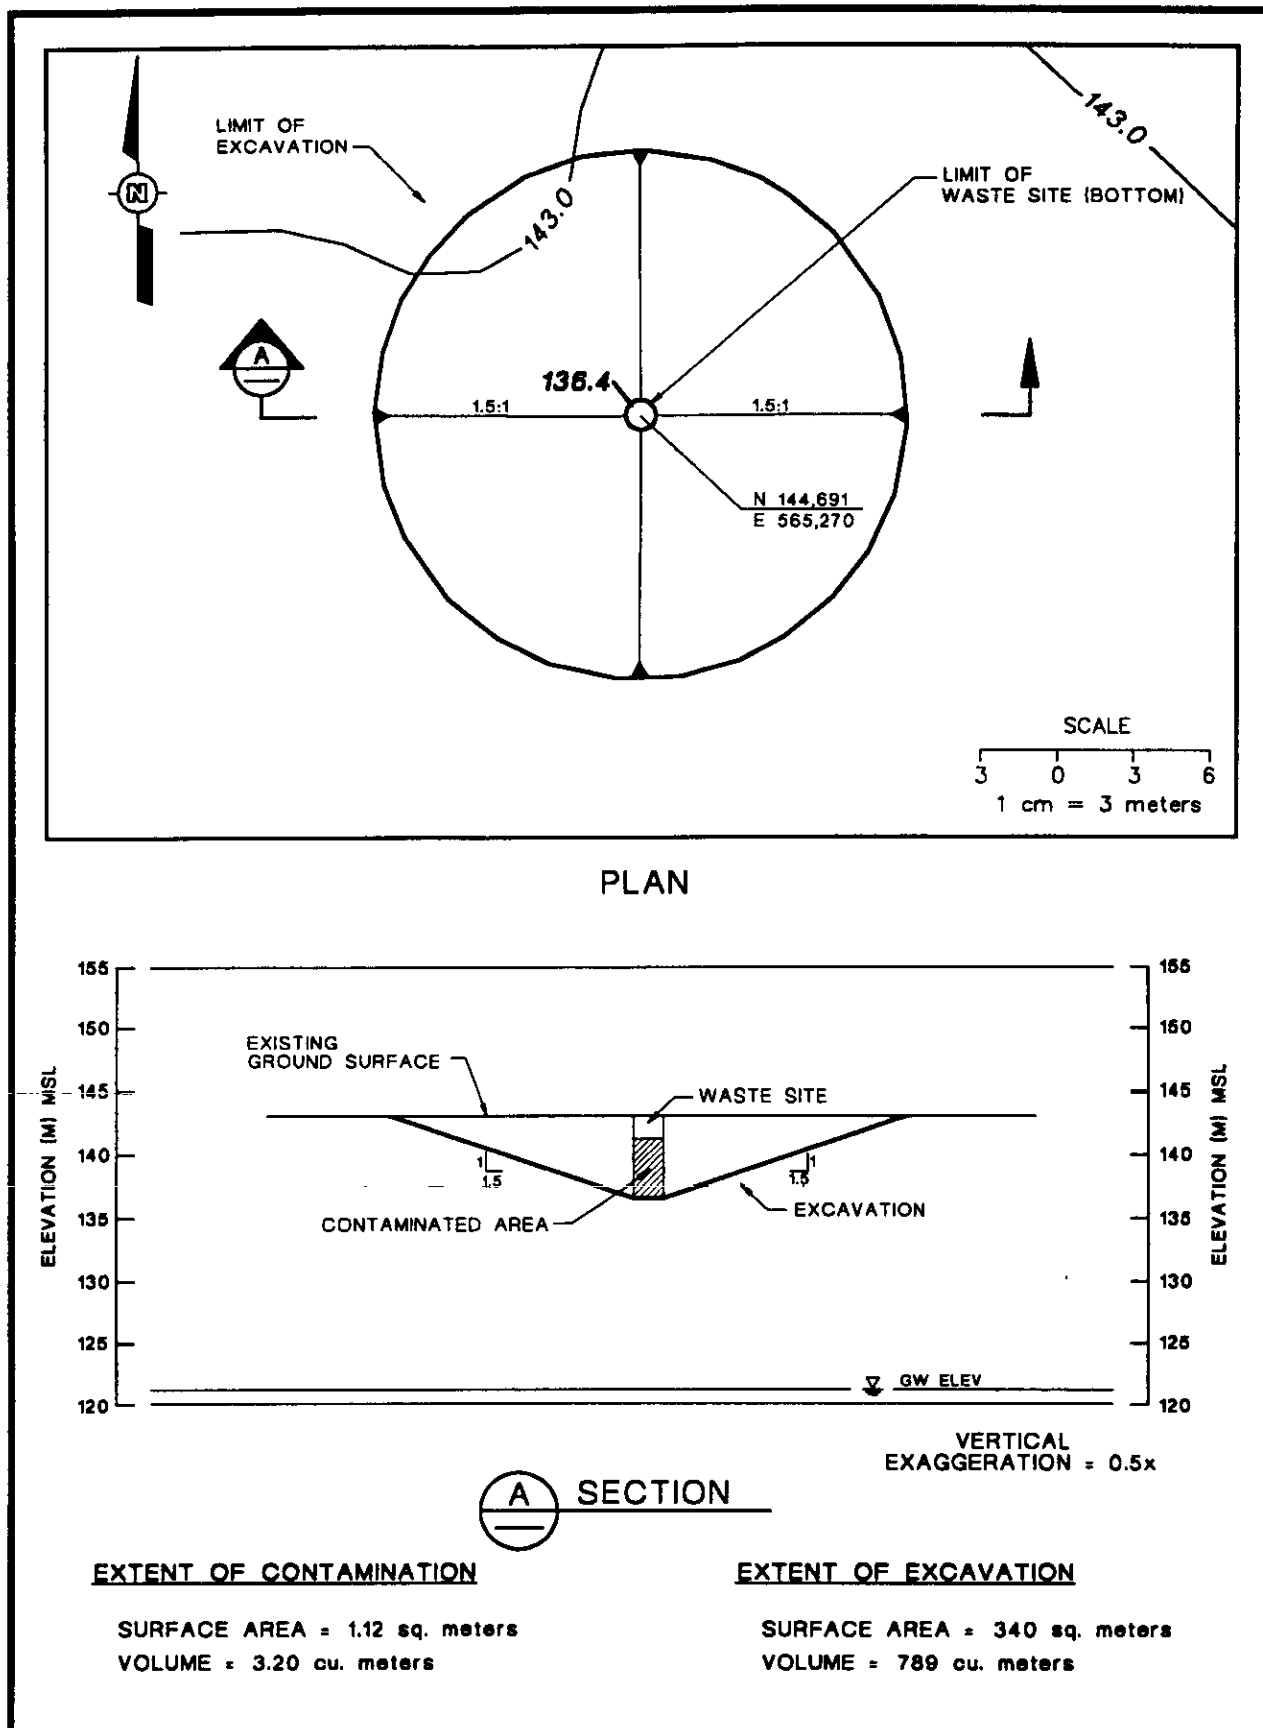 LIMIT OF
EXCAVATION
N
143.0
143.0
LIMIT OF
WASTE SITE (BOTTOM)
A
136.4
1.5:1
1.5:1
N 144,691
E 565,270
SCALE
3 0 3 6
1 cm = 3 meters
PLAN
155
150
145
140
135
130
125
120
ELEVATION (M) MSL
EXISTING
GROUND SURFACE
WASTE SITE
1
1.5
1
1.5
CONTAMINATED AREA
EXCAVATION
GW ELEV
155
150
145
140
135
130
125
120
ELEVATION (M) MSL
VERTICAL
EXAGGERATION = 0.5x
A SECTION
EXTENT OF CONTAMINATION
SURFACE AREA = 1.12 sq. meters
VOLUME = 3.20 cu. meters
EXTENT OF EXCAVATION
SURFACE AREA = 340 sq. meters
VOLUME = 789 cu. meters